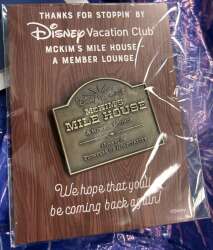 THANKS FOR STOPPIN' BY
Disney Vacation Club
MCKIM'S MILE HOUSE –
A MEMBER LOUNGE
McKIM'S
MILE HOUSE
We hope that you'll
be coming back again!